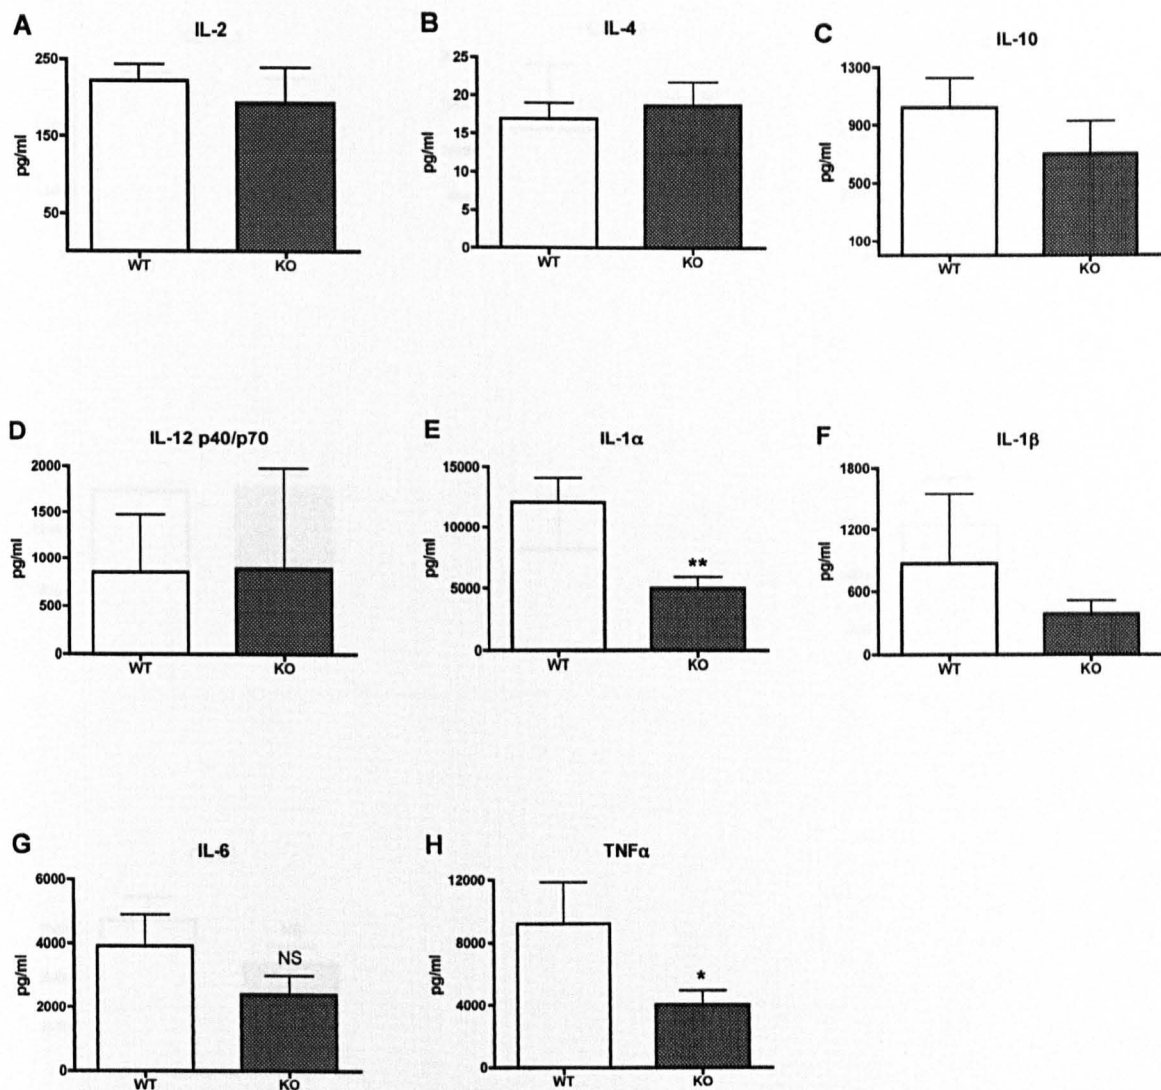 A
IL-2
250
150
50
pg/ml
WT
KO
B
IL-4
25
20
15
10
5
0
pg/ml
WT
KO
C
IL-10
1300
900
500
100
pg/ml
WT
KO
D
IL-12 p40/p70
2000
1500
1000
500
0
pg/ml
WT
KO
E
IL-1α
15000
10000
5000
0
pg/ml
**
WT
KO
F
IL-1β
1800
1200
600
0
pg/ml
WT
KO
G
IL-6
6000
4000
2000
0
pg/ml
NS
WT
KO
H
TNFα
12000
8000
4000
0
pg/ml
*
WT
KO